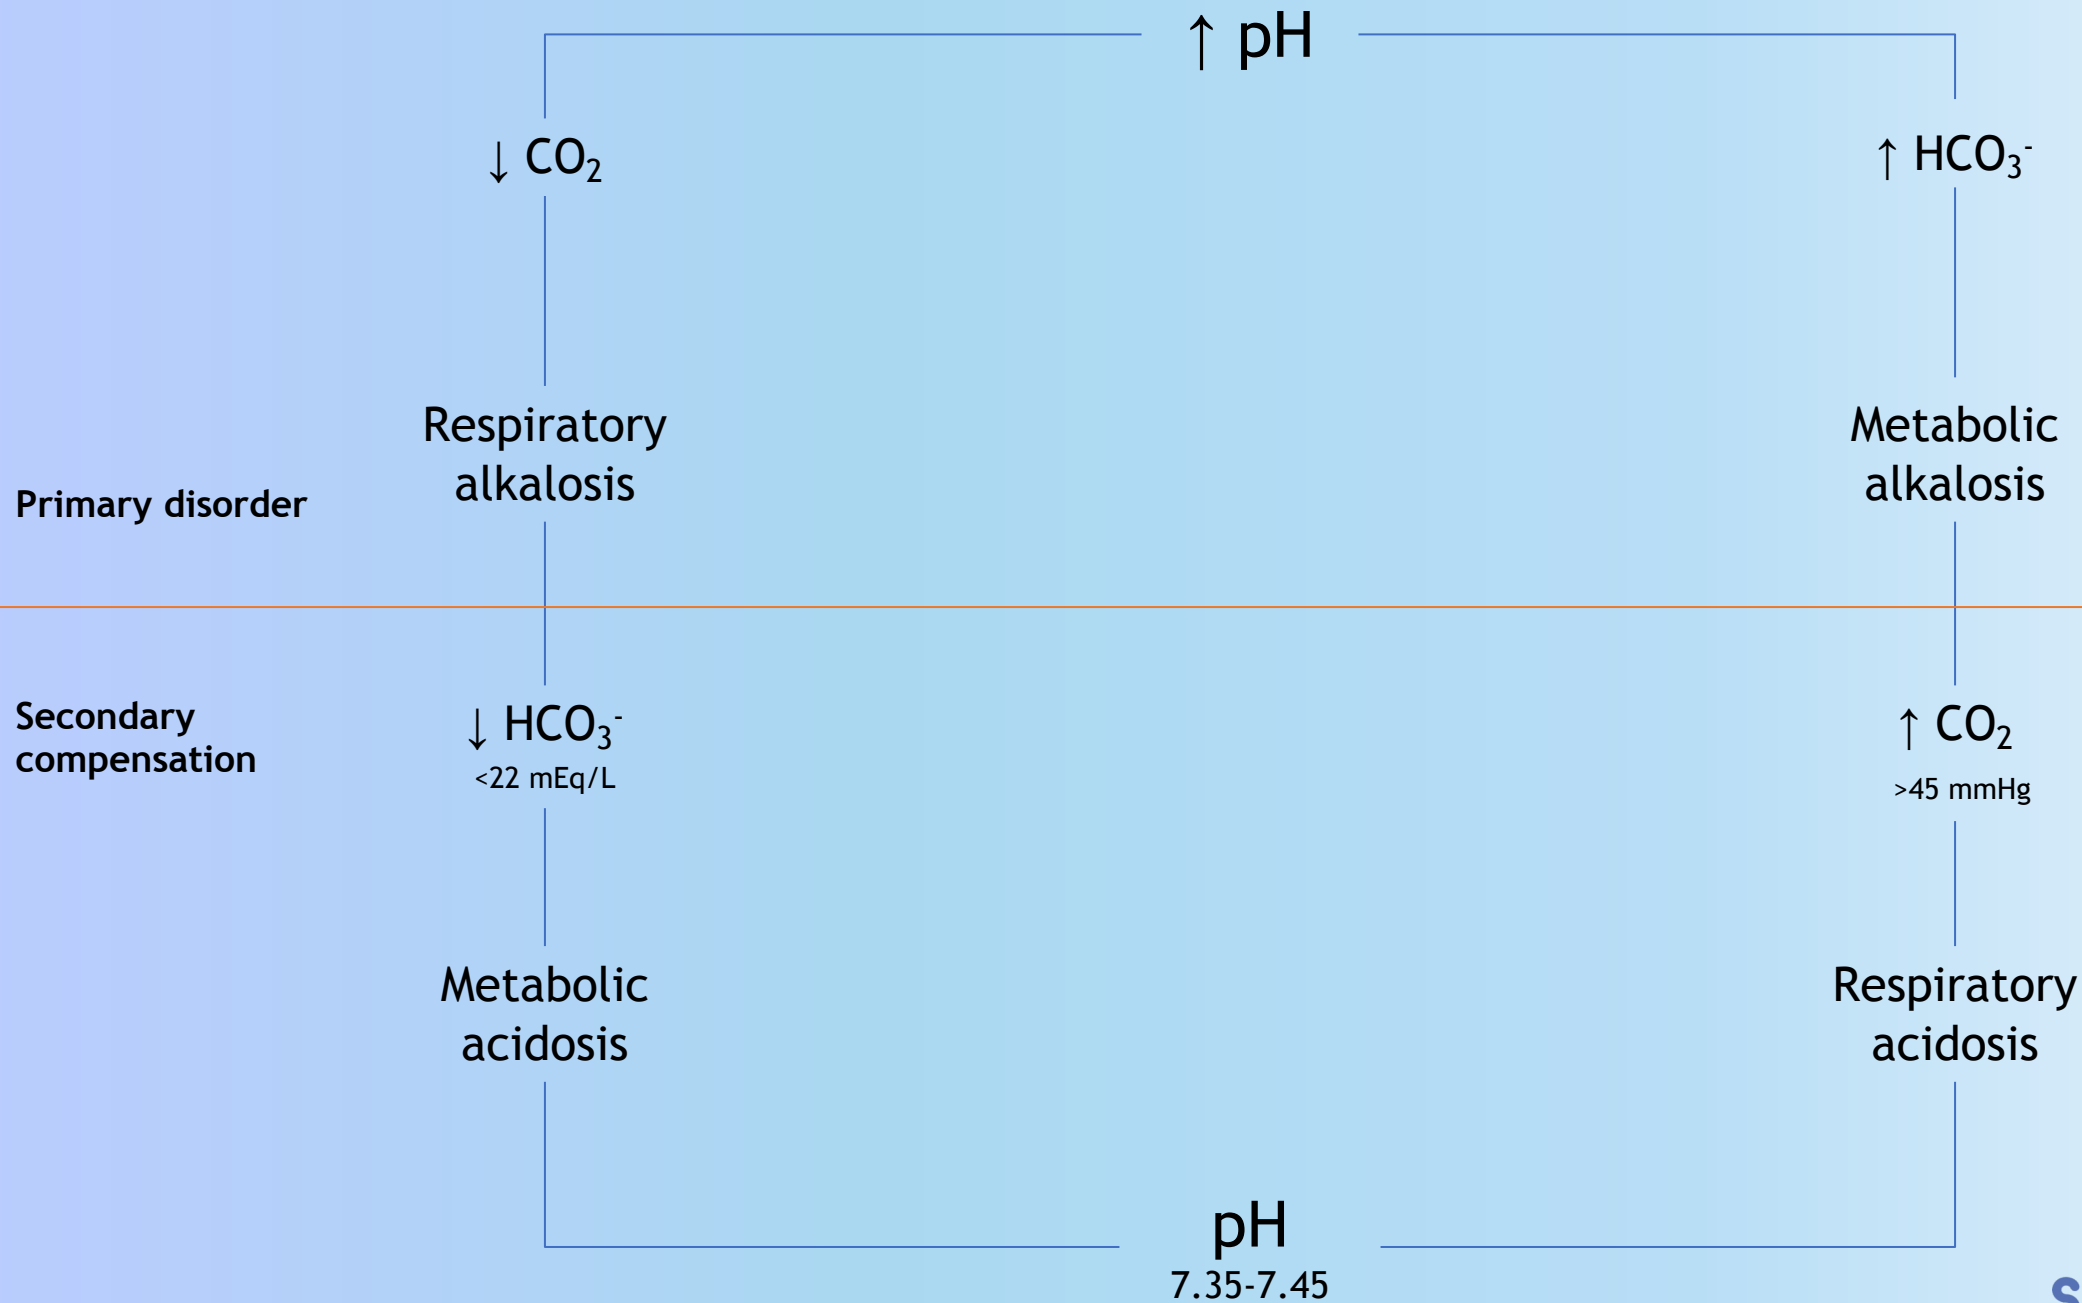 ↑ pH
↓ CO₂
↑ HCO₃⁻
Respiratory
alkalosis
Metabolic
alkalosis
Primary disorder
Secondary
compensation
↓ HCO₃⁻
<22 mEq/L
↑ CO₂
>45 mmHg
Metabolic
acidosis
Respiratory
acidosis
pH
7.35-7.45